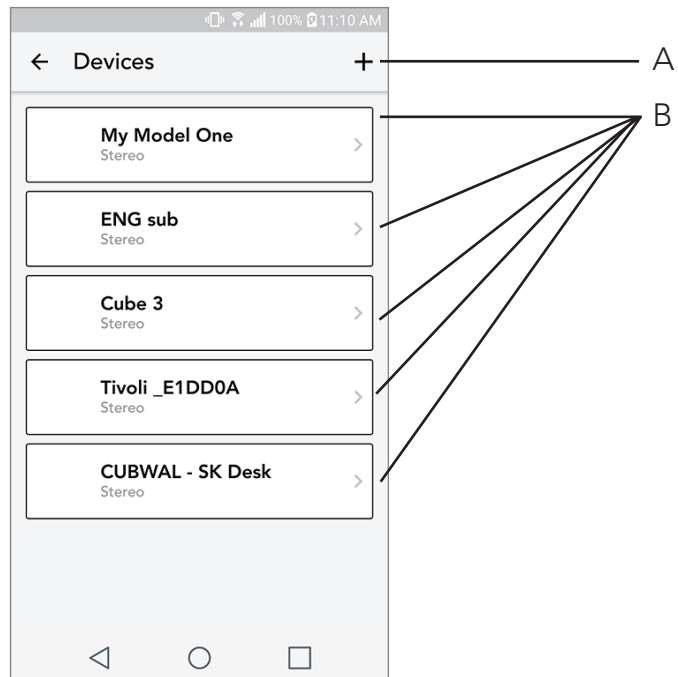 100% 11:10 AM
Devices + A
B
My Model One
Stereo
ENG sub
Stereo
Cube 3
Stereo
Tivoli _E1DD0A
Stereo
CUBWAL - SK Desk
Stereo